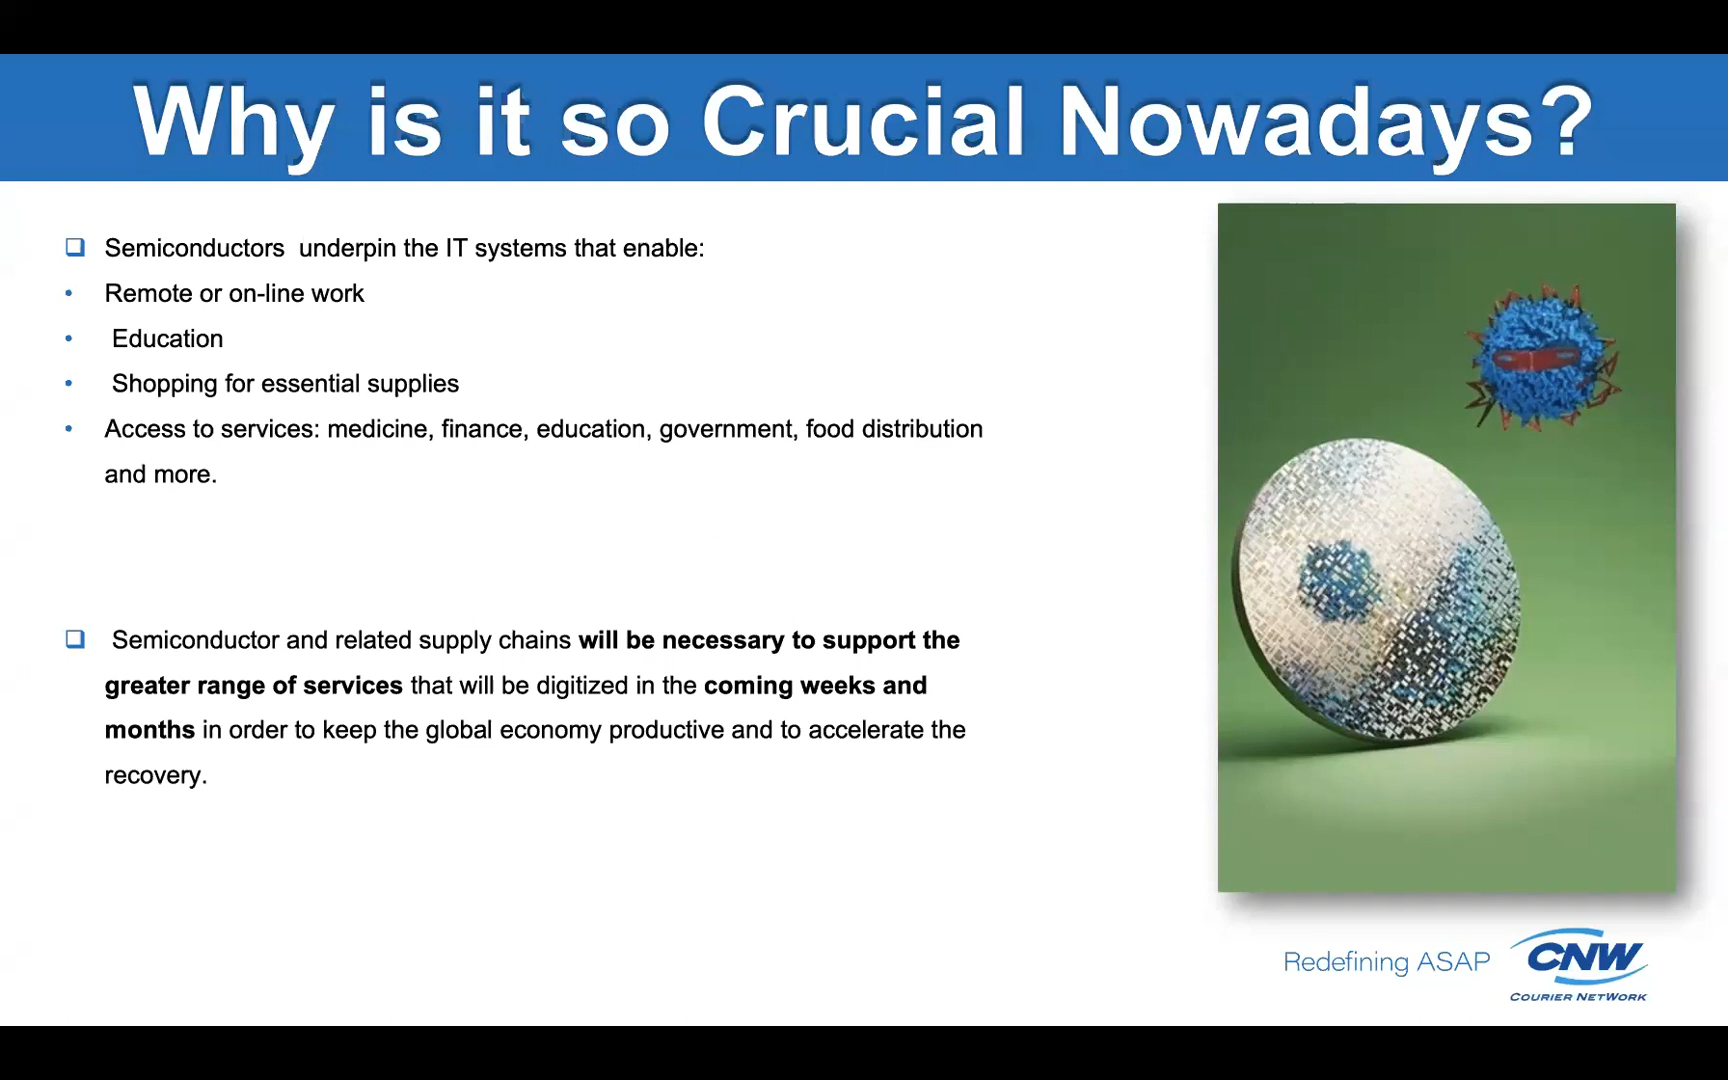 Why is it so Crucial Nowadays?
Semiconductors  underpin the IT systems that enable:
Remote or on-line work
Education
Shopping for essential supplies
Access to services: medicine, finance, education, government, food distribution
and more.
Semiconductor and related supply chains will be necessary to support the
greater range of services that will be digitized in the coming weeks and
months in order to keep the global economy productive and to accelerate the
recovery.
Redefining ASAP
CNW
COURIER NETWORK